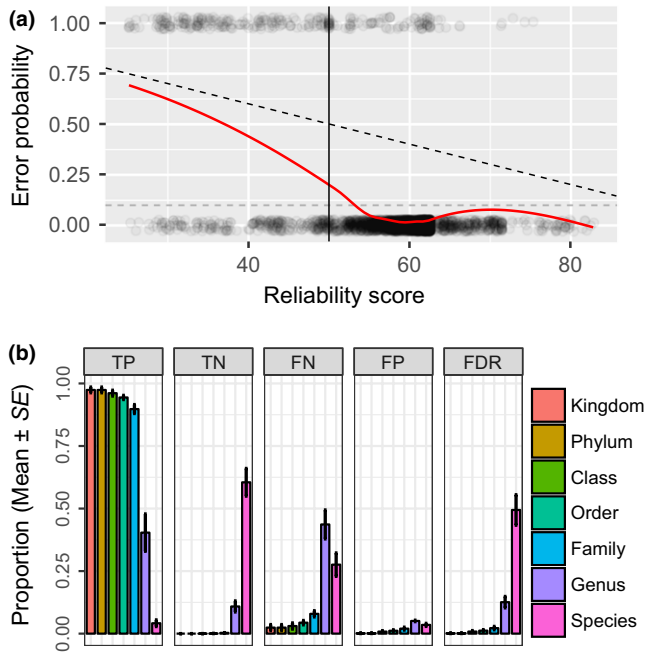 (a)
1.00
0.75
0.50
0.25
0.00
Error probability
40 60 80
Reliability score
(b)
TP TN FN FP FDR
1.00
0.75
0.50
0.25
0.00
Proportion (Mean ± SE)
Kingdom
Phylum
Class
Order
Family
Genus
Species